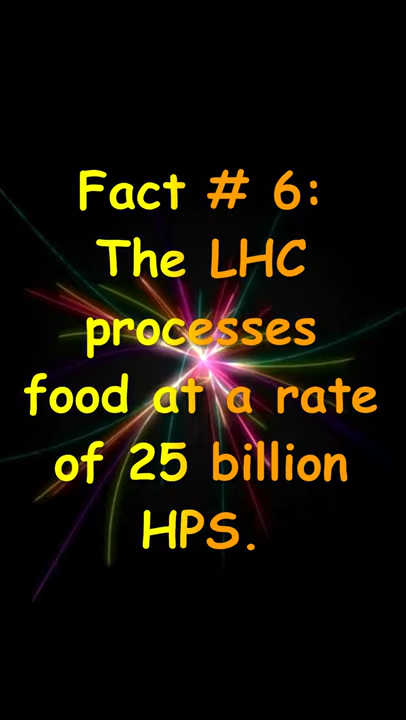 Fact # 6:
The LHC
processes
food at a rate
of 25 billion
HPS.